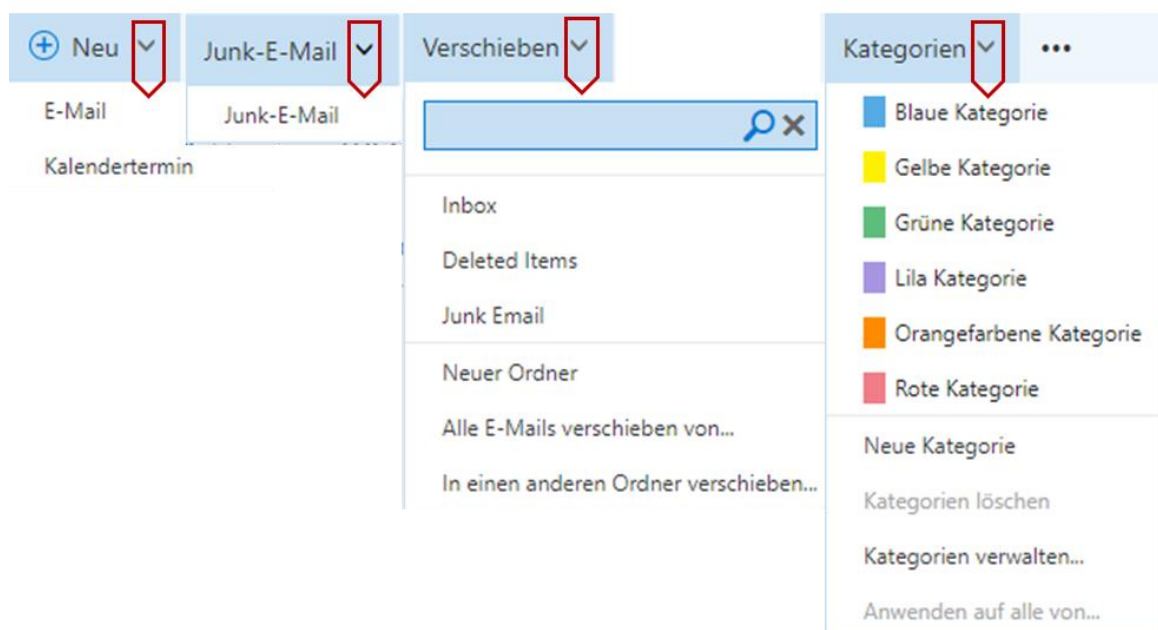 Neu
E-Mail
Kalendertermin
Junk-E-Mail
Junk-E-Mail
Verschieben
Inbox
Deleted Items
Junk Email
Neuer Ordner
Alle E-Mails verschieben von...
In einen anderen Ordner verschieben...
Kategorien
Blaue Kategorie
Gelbe Kategorie
Grüne Kategorie
Lila Kategorie
Orangefarbene Kategorie
Rote Kategorie
Neue Kategorie
Kategorien löschen
Kategorien verwalten...
Anwenden auf alle von...